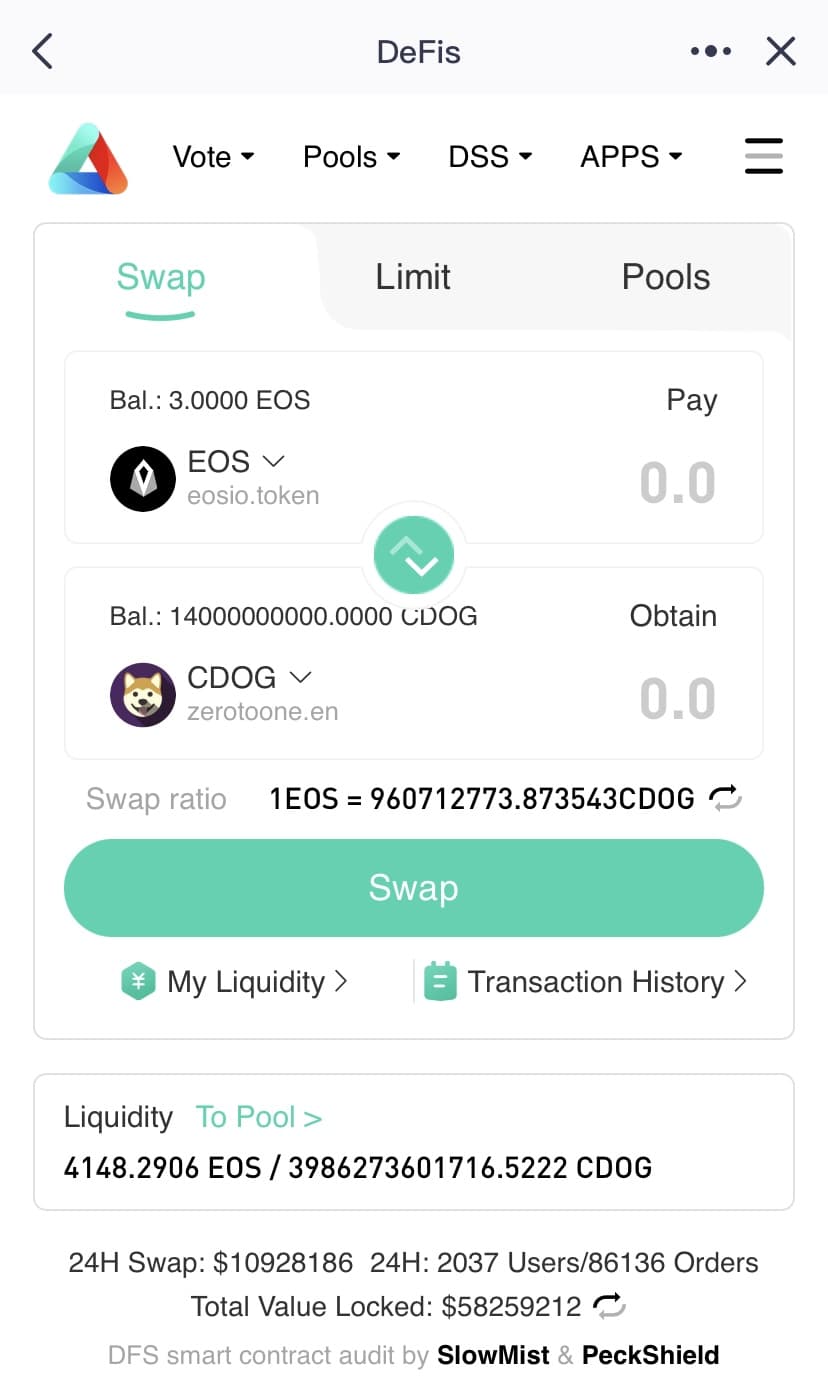 DeFis
Vote Pools DSS APPS
Swap Limit Pools
Bal.: 3.0000 EOS Pay
EOS
eosio.token 0.0
Bal.: 14000000000.0000 CDOG Obtain
CDOG
zerotoone.en 0.0
Swap ratio 1EOS = 960712773.873543CDOG
Swap
¥ My Liquidity > Transaction History >
Liquidity To Pool >
4148.2906 EOS / 3986273601716.5222 CDOG
24H Swap: $10928186 24H: 2037 Users/86136 Orders
Total Value Locked: $58259212
DFS smart contract audit by SlowMist & PeckShield